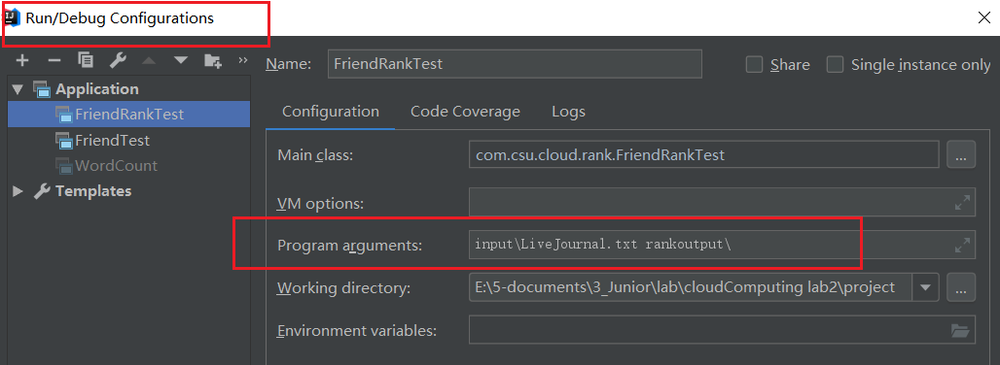 Run/Debug Configurations
Name: FriendRankTest Share Single instance only
Application
FriendRankTest
FriendTest
WordCount
Templates
Configuration Code Coverage Logs
Main class: com.csu.cloud.rank.FriendRankTest ...
VM options:
Program arguments: input\LiveJournal.txt rankoutput\
Working directory: E:\5-documents\3_Junior\lab\cloudComputing lab2\project ...
Environment variables: